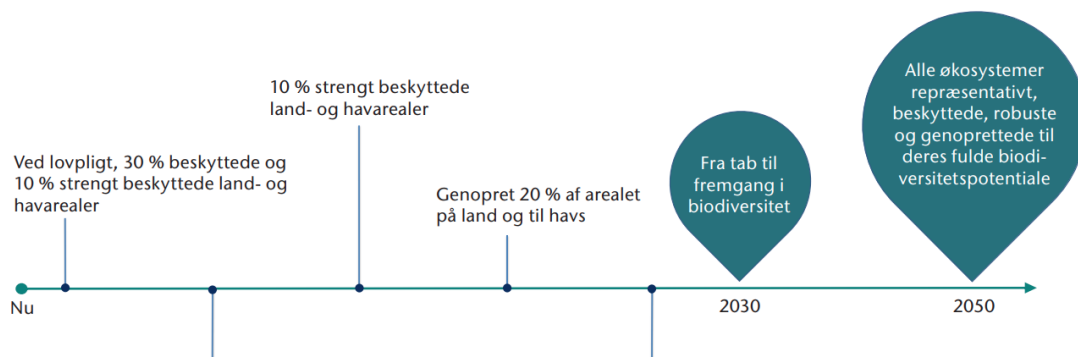 10 % strengt beskyttede
land- og havarealer
Ved lovpligt, 30 % beskyttede og
10 % strengt beskyttede land- og
havarealer
Genopret 20 % af arealet
på land og til havs
Fra tab til
fremgang i
biodiversitet
Alle økosystemer
repræsentativt,
beskyttede, robuste
og genoprettede til
deres fulde biodi-
versitetspotentiale
Nu
2030
2050